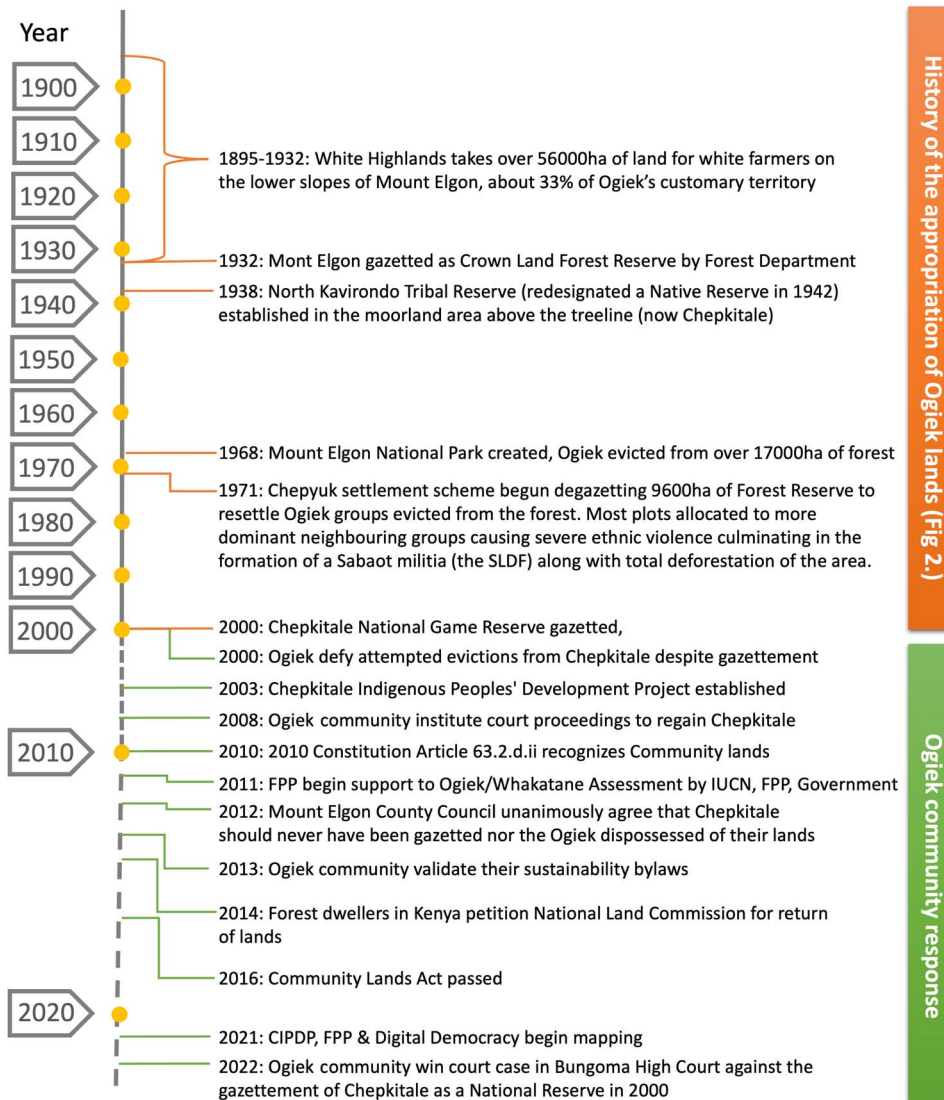 Year
1900
1910
1920
1930
1940
1950
1960
1970
1980
1990
2000
2010
2020
1895-1932: White Highlands takes over 56000ha of land for white farmers on
the lower slopes of Mount Elgon, about 33% of Ogiek’s customary
territory
1932: Mont Elgon gazetted as Crown Land Forest Reserve by Forest Department
1938: North Kavirondo Tribal Reserve (redesignated a Native Reserve in 1942)
established in the moorland area above the treeline (now Chepkitale)
1968: Mount Elgon National Park created, Ogiek evicted from over 17000ha of forest
1971: Chepyuk settlement scheme begun degazetting 9600ha of Forest Reserve to
resettle Ogiek groups evicted from the forest. Most plots allocated to more
dominant neighbouring groups causing severe ethnic violence culminating in the
formation of a Sabaot militia (the SLDF) along with total deforestation of the area.
2000: Chepkitale National Game Reserve gazetted,
2000: Ogiek defy attempted evictions from Chepkitale despite gazettement
2003: Chepkitale Indigenous Peoples' Development Project established
2008: Ogiek community institute court proceedings to regain Chepkitale
2010: 2010 Constitution Article 63.2.d.ii recognizes Community lands
2011: FPP begin support to Ogiek/Whakatane Assessment by IUCN, FPP, Government
2012: Mount Elgon County Council unanimously agree that Chepkitale
should never have been gazetted nor the Ogiek dispossessed of their lands
2013: Ogiek community validate their sustainability bylaws
2014: Forest dwellers in Kenya petition National Land Commission for return
of lands
2016: Community Lands Act passed
2021: CIPDP, FPP & Digital Democracy begin mapping
2022: Ogiek community win court case in Bungoma High Court against the
gazettement of Chepkitale as a National Reserve in 2000
History of the appropriation of Ogiek lands (Fig 2.)
Ogiek community response